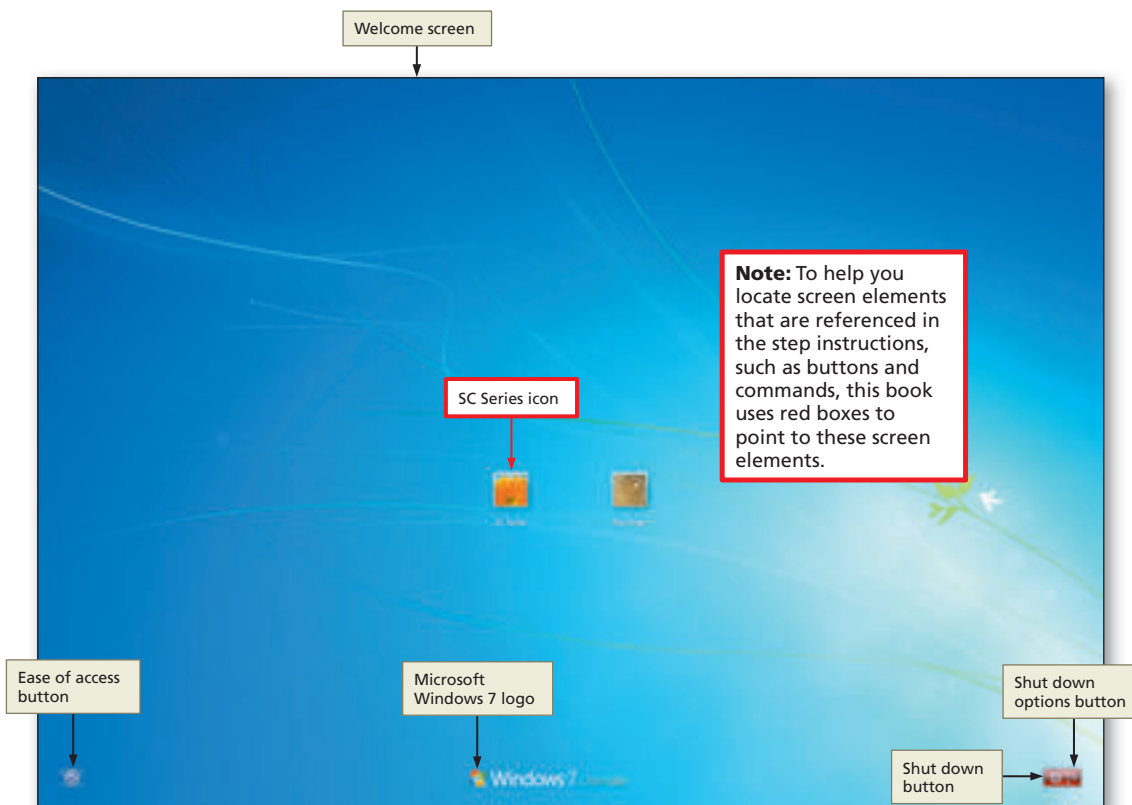 Welcome screen
Note: To help you
locate screen elements
that are referenced in
the step instructions,
such as buttons and
commands, this book
uses red boxes to
point to these screen
elements.
SC Series icon
SC Series
Ease of access
button
Microsoft
Windows 7 logo
Shut down
options button
Windows 7
Shut down
button